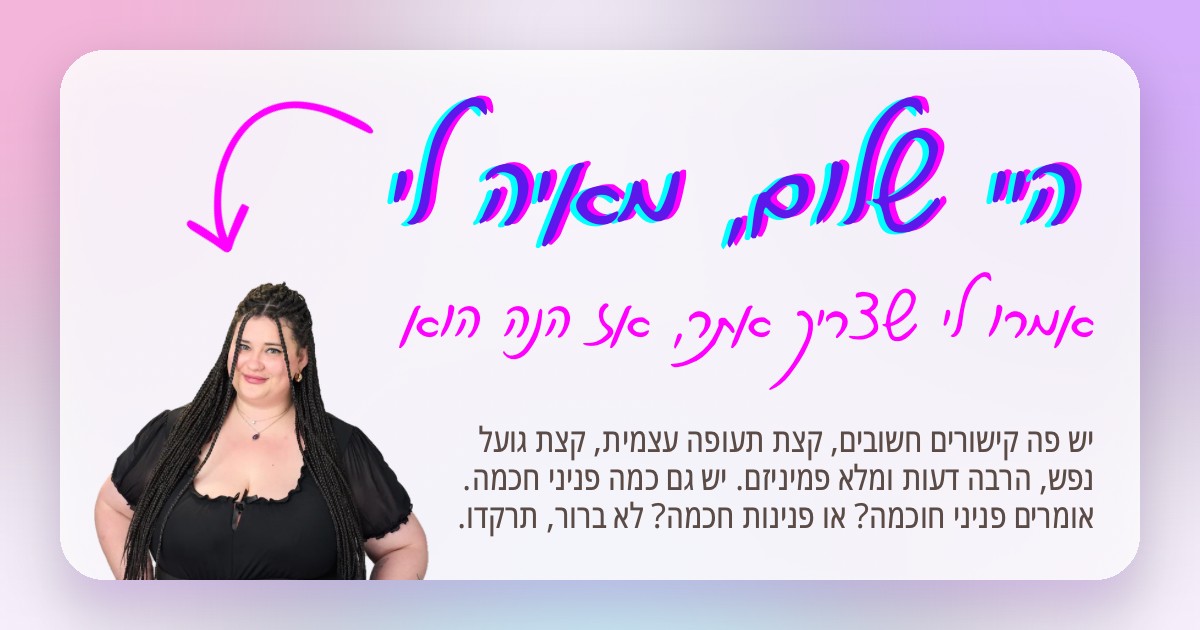 היי שלום, מאיה לי
אמרו לי שצריך אתר, אז הנה הוא
יש פה קישורים חשובים, קצת תעופה עצמית, קצת גועל
נפש, הרבה דעות ומלא פמיניזם. יש גם כמה פניני חכמה.
אומרים פניני חוכמה? או פנינות חכמה? לא ברור, תרקדו.